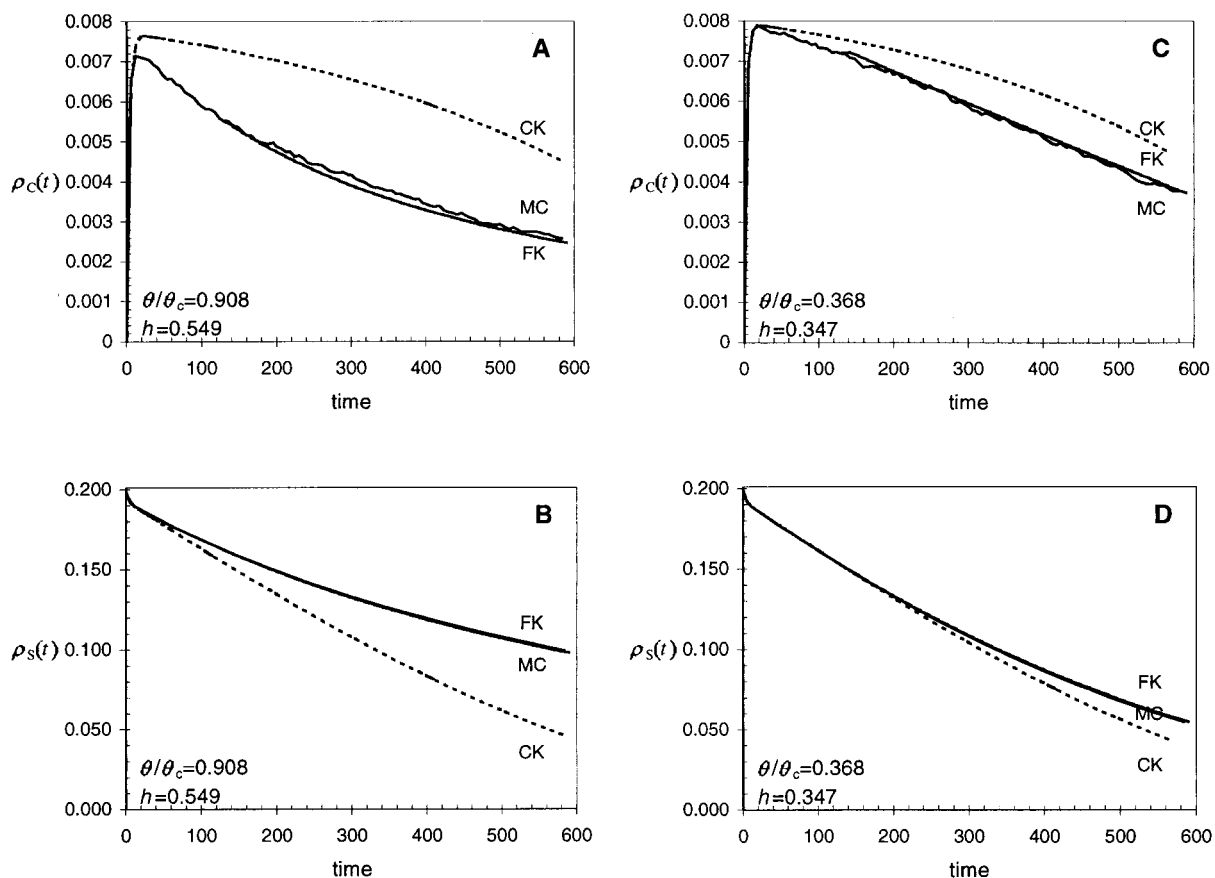 0.008
0.007
0.006
0.005
0.004
0.003
0.002
0.001
0
ρC(t)
A
CK
MC
FK
θ/θc=0.908
h=0.549
0 100 200 300 400 500 600
time
0.008
0.007
0.006
0.005
0.004
0.003
0.002
0.001
0
ρC(t)
C
CK
FK
MC
θ/θc=0.368
h=0.347
0 100 200 300 400 500 600
time
0.200
0.150
0.100
0.050
0.000
ρS(t)
B
FK
MC
CK
θ/θc=0.908
h=0.549
0 100 200 300 400 500 600
time
0.200
0.150
0.100
0.050
0.000
ρS(t)
D
FK
MC
CK
θ/θc=0.368
h=0.347
0 100 200 300 400 500 600
time